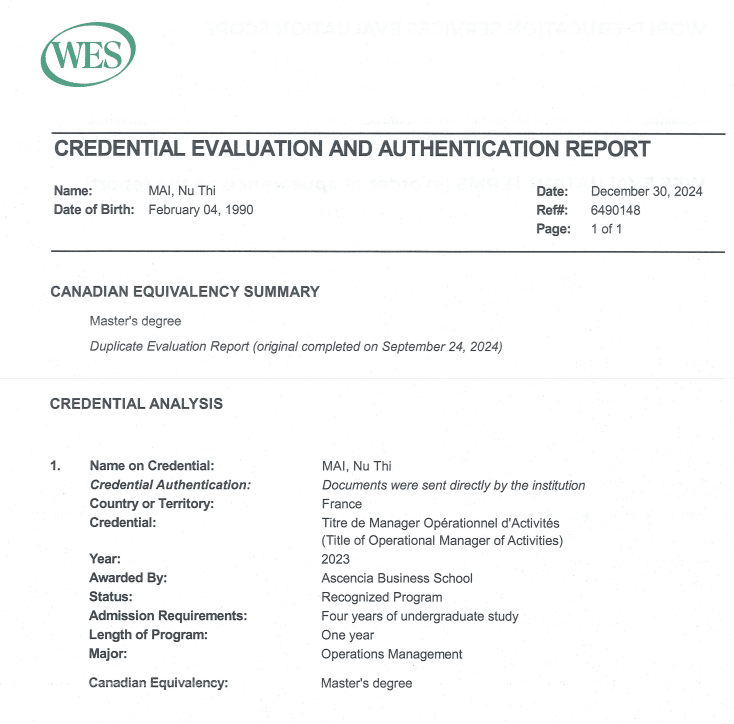 WES
CREDENTIAL EVALUATION AND AUTHENTICATION REPORT
Name: MAI, Nu Thi Date: December 30, 2024
Date of Birth: February 04, 1990 Ref#: 6490148
Page: 1 of 1
CANADIAN EQUIVALENCY SUMMARY
Master's degree
Duplicate Evaluation Report (original completed on September 24, 2024)
CREDENTIAL ANALYSIS
1. Name on Credential: MAI, Nu Thi
Credential Authentication: Documents were sent directly by the institution
Country or Territory: France
Credential: Titre de Manager Opérationnel d'Activités
(Title of Operational Manager of Activities)
Year: 2023
Awarded By: Ascencia Business School
Status: Recognized Program
Admission Requirements: Four years of undergraduate study
Length of Program: One year
Major: Operations Management
Canadian Equivalency: Master's degree